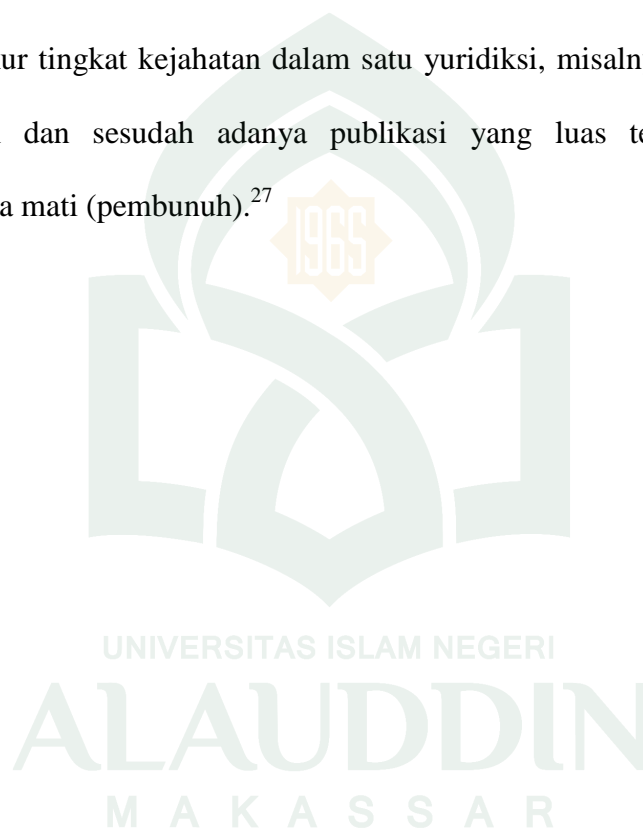 ur tingkat kejahatan dalam satu yuridiksi, misaln
dan sesudah adanya publikasi yang luas te
a mati (pembunuh).27
1965
UNIVERSITAS ISLAM NEGERI
ALAUDDIN
MAKASSAR